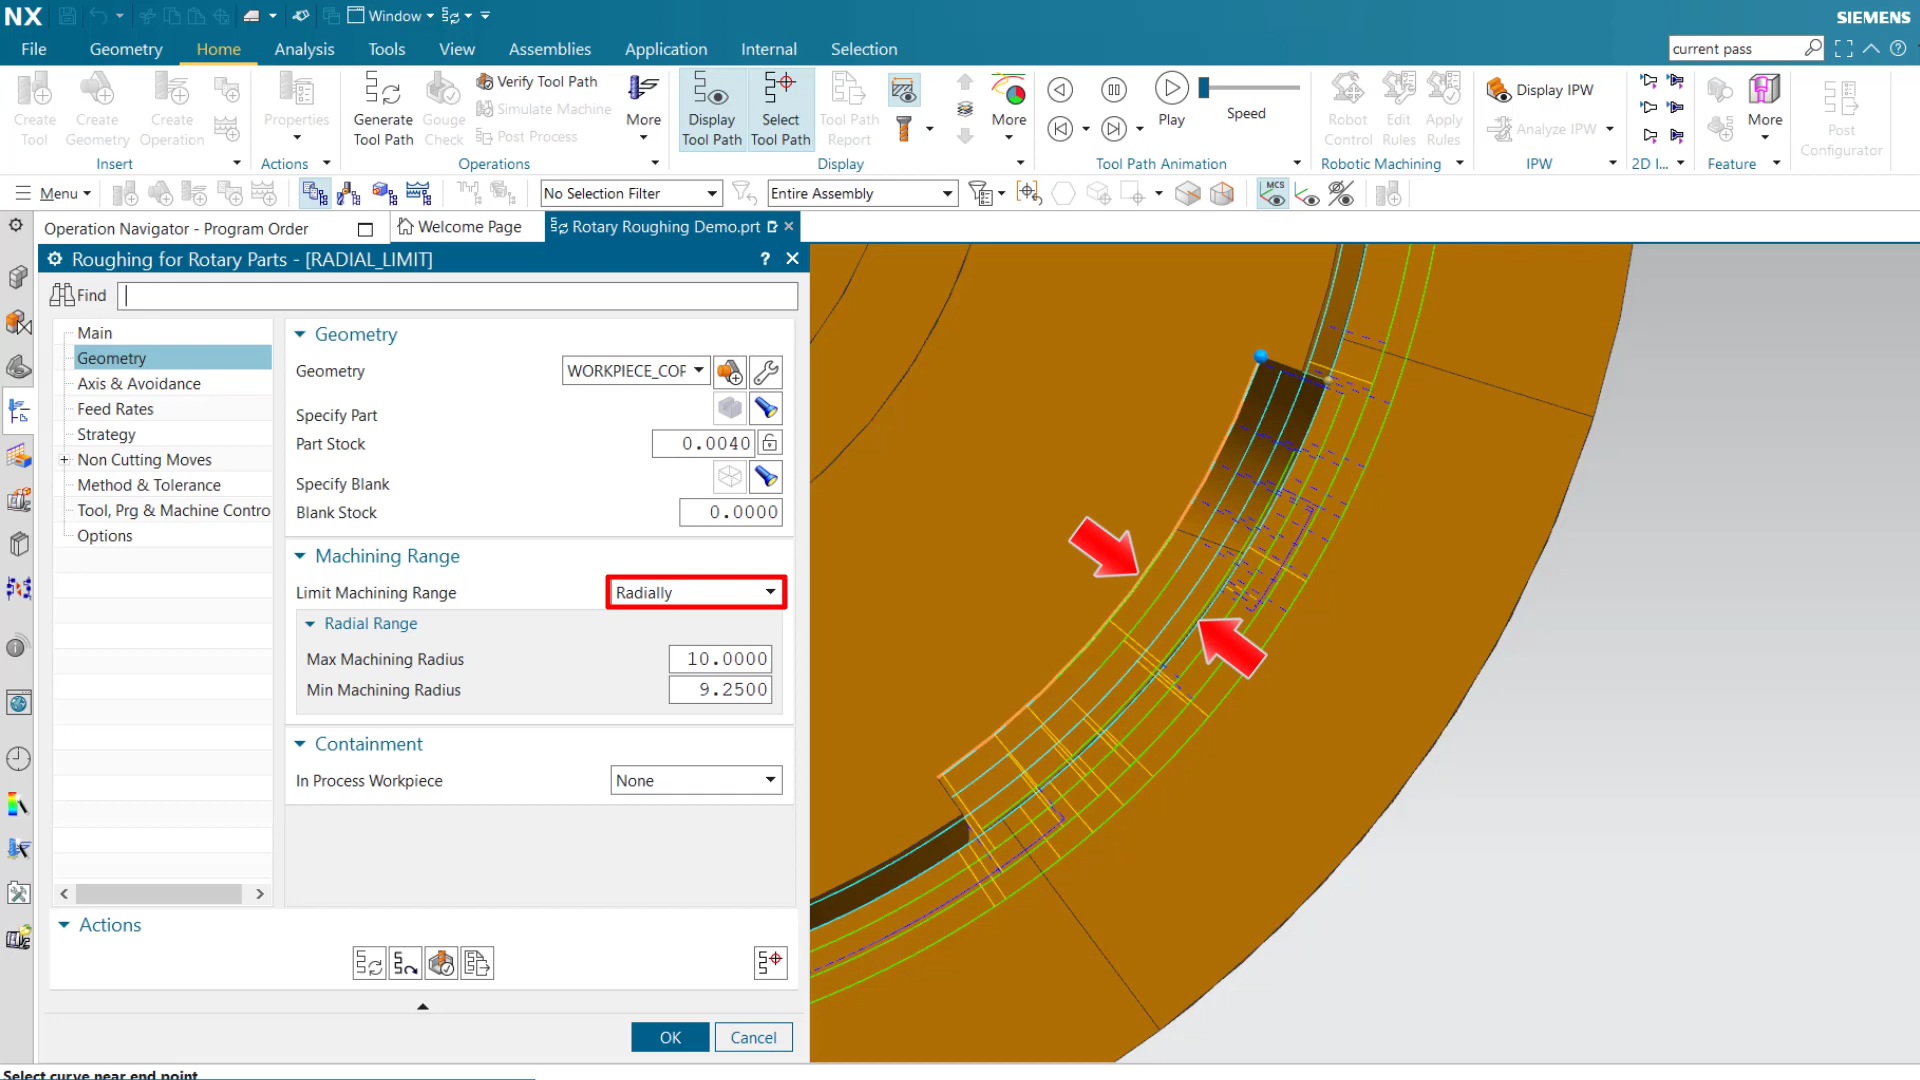 NX
Window
SIEMENS
File
Geometry
Home
Analysis
Tools
View
Assemblies
Application
Internal
Selection
current pass
Create Tool
Create Geometry
Create Operation
Insert
Properties
Actions
Generate Tool Path
Gouge Check
Verify Tool Path
Simulate Machine
Post Process
More
Operations
Display Tool Path
Select Tool Path
Tool Path Report
More
Display
Play
Speed
Tool Path Animation
Robot Control
Edit Rules
Apply Rules
Robotic Machining
Display IPW
Analyze IPW
IPW
2D I...
More
Feature
Post Configurator
Menu
No Selection Filter
Entire Assembly
MCS
Operation Navigator - Program Order
Welcome Page
Rotary Roughing Demo.prt
Roughing for Rotary Parts - [RADIAL_LIMIT]
Find
Main
Geometry
Axis & Avoidance
Feed Rates
Strategy
Non Cutting Moves
Method & Tolerance
Tool, Prg & Machine Contro
Options
Geometry
Geometry WORKPIECE_COF
Specify Part
Part Stock 0.0040
Specify Blank
Blank Stock 0.0000
Machining Range
Limit Machining Range Radially
Radial Range
Max Machining Radius 10.0000
Min Machining Radius 9.2500
Containment
In Process Workpiece None
Actions
OK
Cancel
Select curve near end point